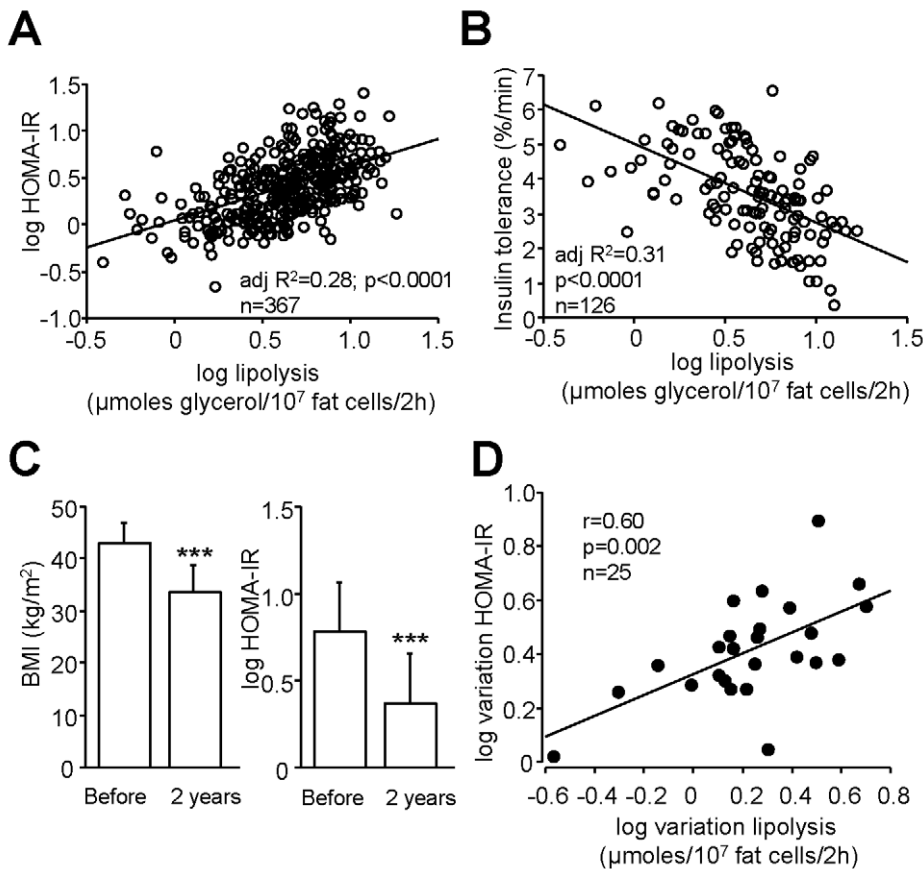 A
log HOMA-IR
1.5
1.0
0.5
0
−0.5
−1.0
adj R²=0.28; p<0.0001
n=367
−0.5
0
0.5
1.0
1.5
log lipolysis
(µmoles glycerol/10⁷ fat cells/2h)
B
Insulin tolerance (%/min)
7
6
5
4
3
2
1
0
adj R²=0.31
p<0.0001
n=126
−0.5
0
0.5
1.0
1.5
log lipolysis
(µmoles glycerol/10⁷ fat cells/2h)
C
BMI (kg/m²)
50
40
30
20
10
0
***
Before
2 years
log HOMA-IR
1.5
1.0
0.5
0
***
Before
2 years
D
log variation HOMA-IR
1.0
0.8
0.6
0.4
0.2
0
r=0.60
p=0.002
n=25
-0.6
-0.4
-0.2
0
0.2
0.4
0.6
0.8
log variation lipolysis
(µmoles/10⁷ fat cells/2h)